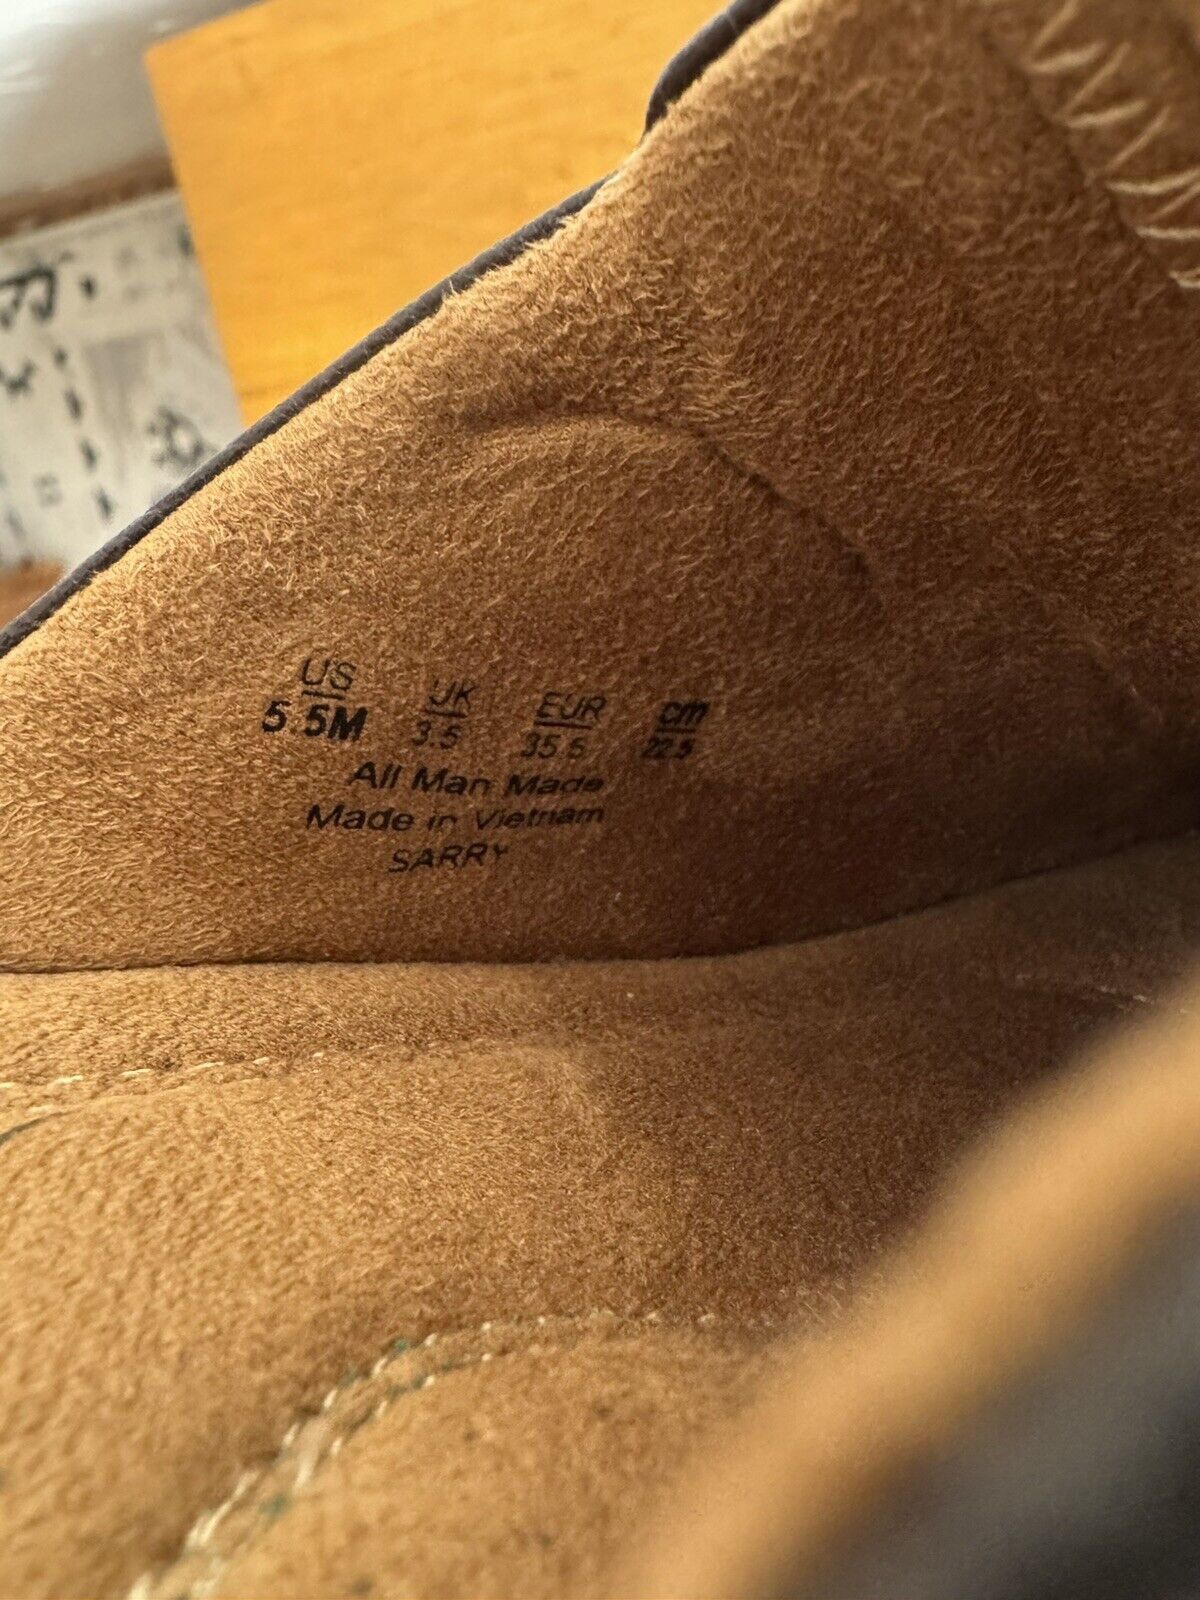 US UK EUR cm
5.5M 3.5 35.5 22.5
All Man Made
Made in Vietnam
SARRY